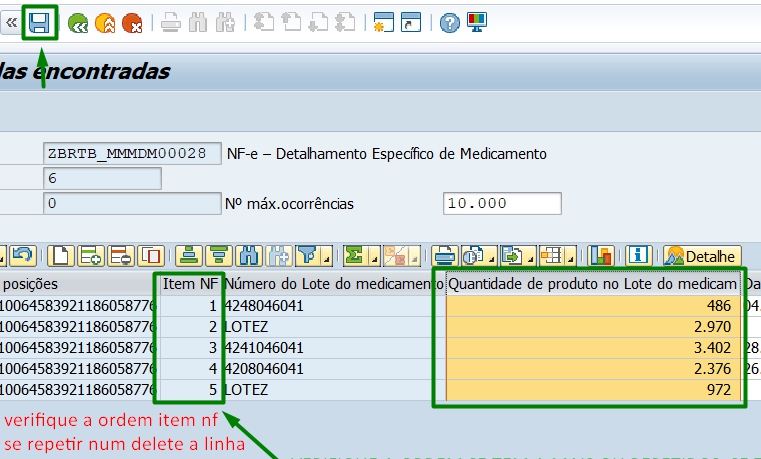 das encontradas
ZBRTB_MMMDM00028 NF-e – Detalhamento Específico de Medicamento
6
0 Nº máx.ocorrências 10.000
Detalhe
posições Item NF Número do Lote do medicamento Quantidade de produto no Lote do medicam Da
10064583921186058776 1 4248046041 486 04.
10064583921186058776 2 LOTEZ 2.970
10064583921186058776 3 4241046041 3.402 28.
10064583921186058776 4 4208046041 2.376 26.
10064583921186058776 5 LOTEZ 972
verifique a ordem item nf
se repetir num delete a linha